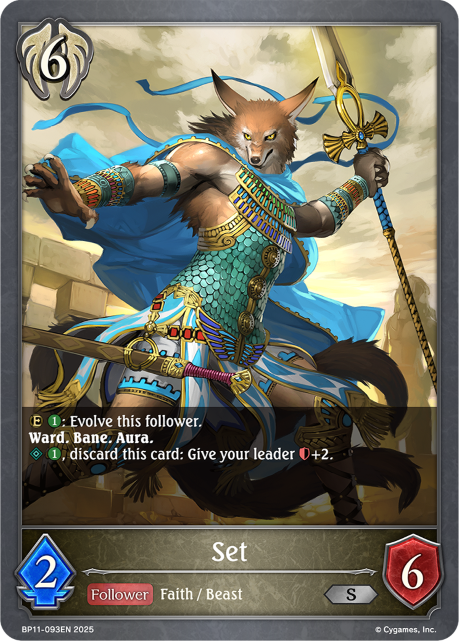 6
E 1: Evolve this follower.
Ward. Bane. Aura.
1, discard this card: Give your leader +2.
Set
2
Follower Faith / Beast
S
6
BP11-093EN 2025
© Cygames, Inc.